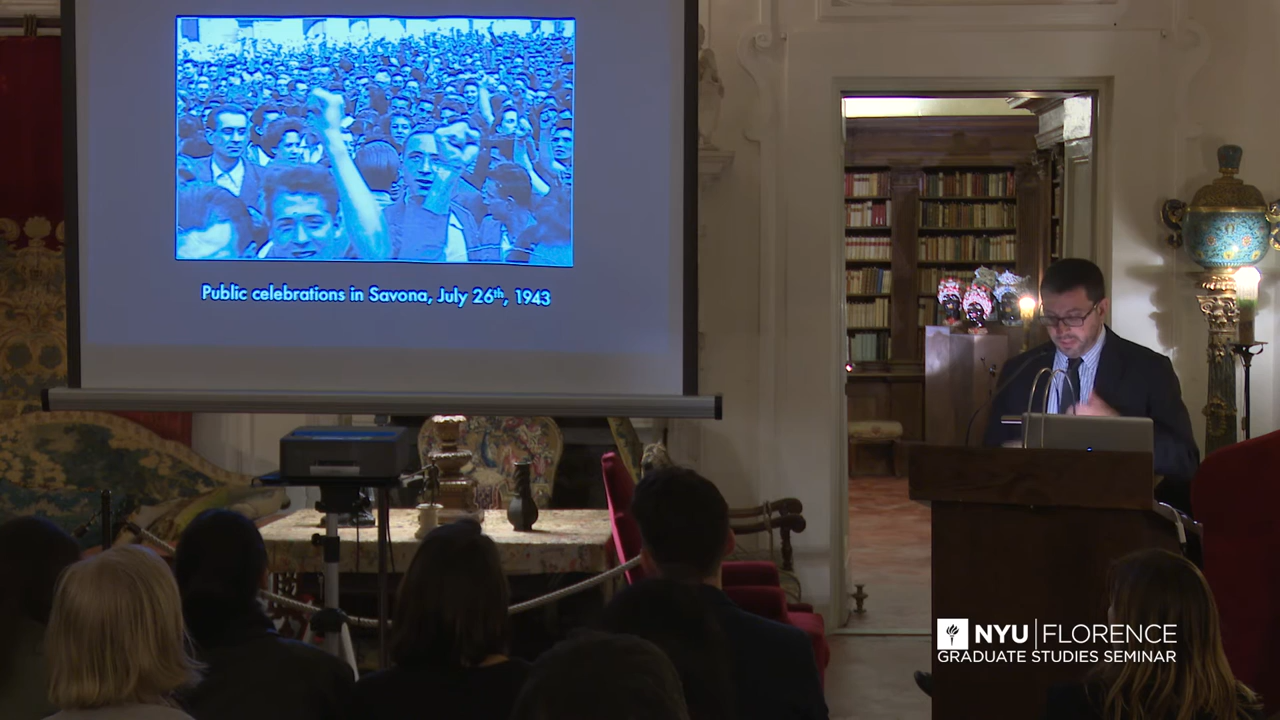 Public celebrations in Savona, July 26th, 1943
NYU FLORENCE
GRADUATE STUDIES SEMINAR